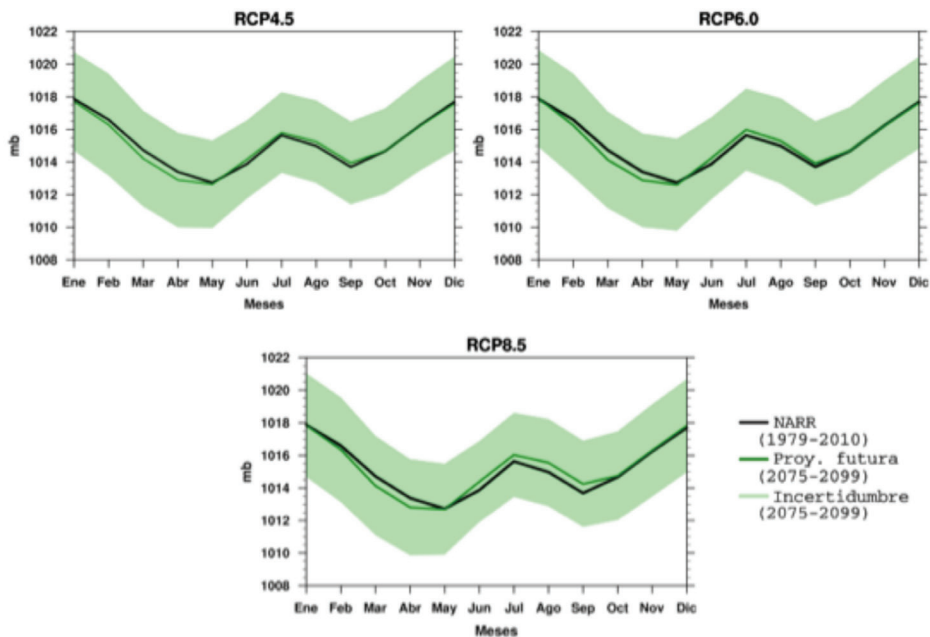 RCP4.5
1022
1020
1018
1016
1014
1012
1010
1008
mb
Ene Feb Mar Abr May Jun Jul Ago Sep Oct Nov Dic
Meses
RCP6.0
1022
1020
1018
1016
1014
1012
1010
1008
mb
Ene Feb Mar Abr May Jun Jul Ago Sep Oct Nov Dic
Meses
RCP8.5
1022
1020
1018
1016
1014
1012
1010
1008
mb
Ene Feb Mar Abr May Jun Jul Ago Sep Oct Nov Dic
Meses
NARR
(1979-2010)
Proy. futura
(2075-2099)
Incertidumbre
(2075-2099)